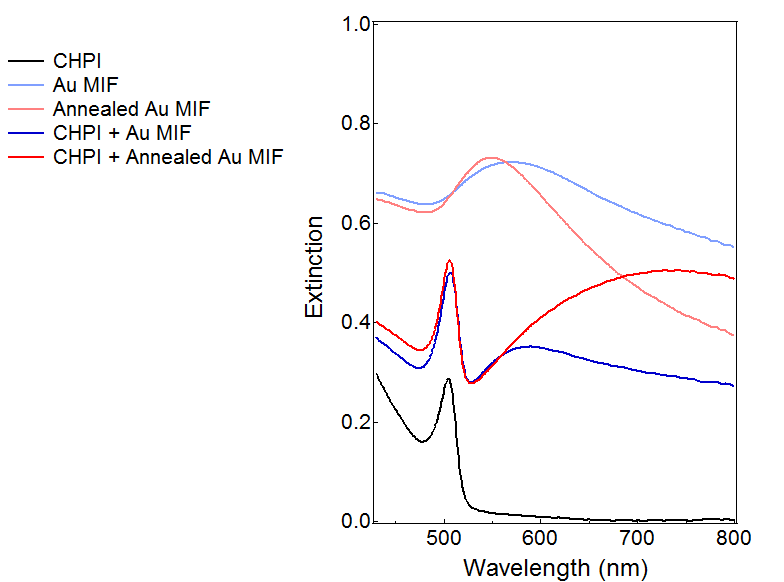 CHPI
Au MIF
Annealed Au MIF
CHPI + Au MIF
CHPI + Annealed Au MIF
1.0
0.8
0.6
0.4
0.2
0.0
Extinction
500 600 700 800
Wavelength (nm)